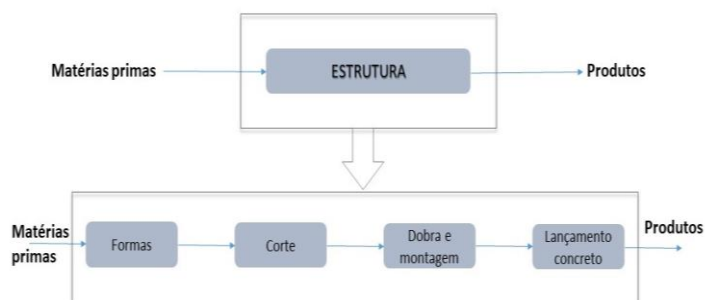 Matérias primas
ESTRUTURA
Produtos
Matérias
primas
Formas
Corte
Dobra e
montagem
Lançamento
concreto
Produtos